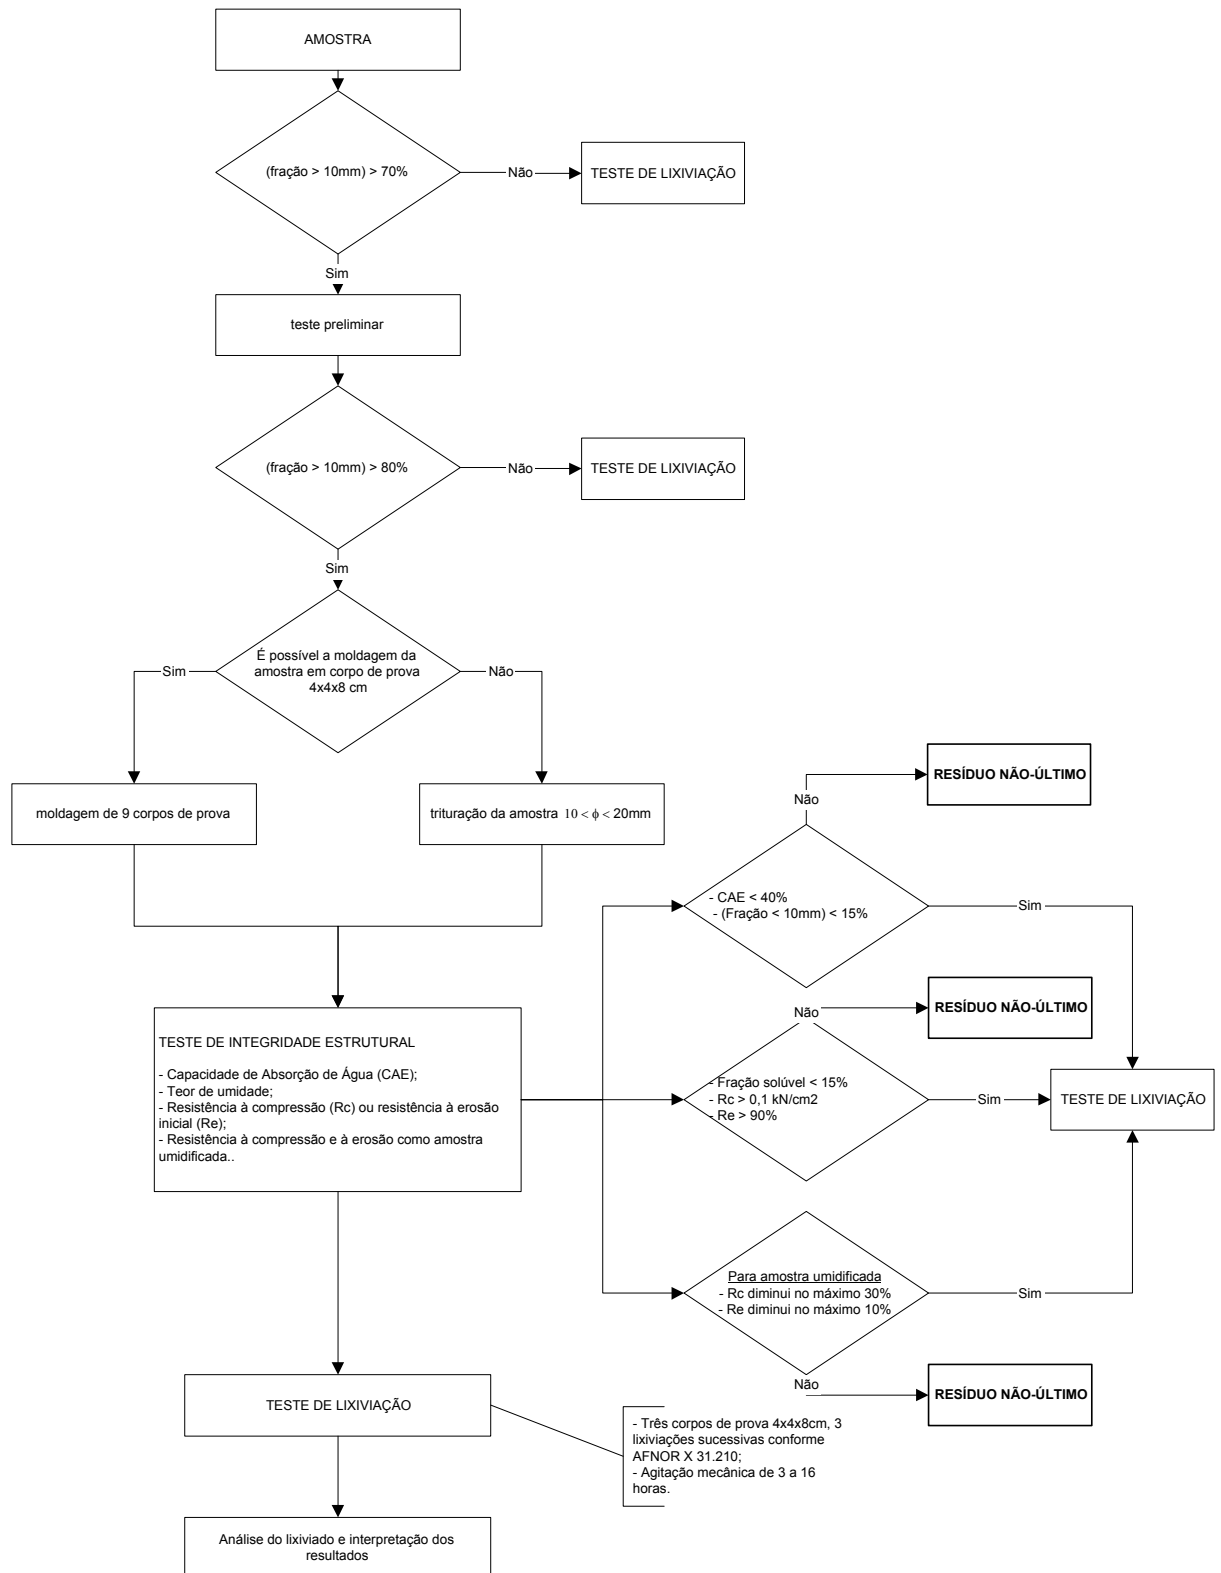 AMOSTRA
(fração > 10mm) > 70%
Não
TESTE DE LIXIVIAÇÃO
Sim
teste preliminar
(fração > 10mm) > 80%
Não
TESTE DE LIXIVIAÇÃO
Sim
É possível a moldagem da
amostra em corpo de prova
4x4x8 cm
Sim
Não
moldagem de 9 corpos de prova
trituração da amostra 10 < ϕ < 20mm
RESÍDUO NÃO-ÚLTIMO
Não
- CAE < 40%
- (Fração < 10mm) < 15%
Sim
RESÍDUO NÃO-ÚLTIMO
Não
TESTE DE INTEGRIDADE ESTRUTURAL
- Capacidade de Absorção de Água (CAE);
- Teor de umidade;
- Resistência à compressão (Rc) ou resistência à erosão
inicial (Re);
- Resistência à compressão e à erosão como amostra
umidificada..
- Fração solúvel < 15%
- Rc > 0,1 kN/cm2
- Re > 90%
Sim
TESTE DE LIXIVIAÇÃO
Para amostra umidificada
- Rc diminui no máximo 30%
- Re diminui no máximo 10%
Sim
Não
RESÍDUO NÃO-ÚLTIMO
TESTE DE LIXIVIAÇÃO
- Três corpos de prova 4x4x8cm, 3
lixiviações sucessivas conforme
AFNOR X 31.210;
- Agitação mecânica de 3 a 16
horas.
Análise do lixiviado e interpretação dos
resultados